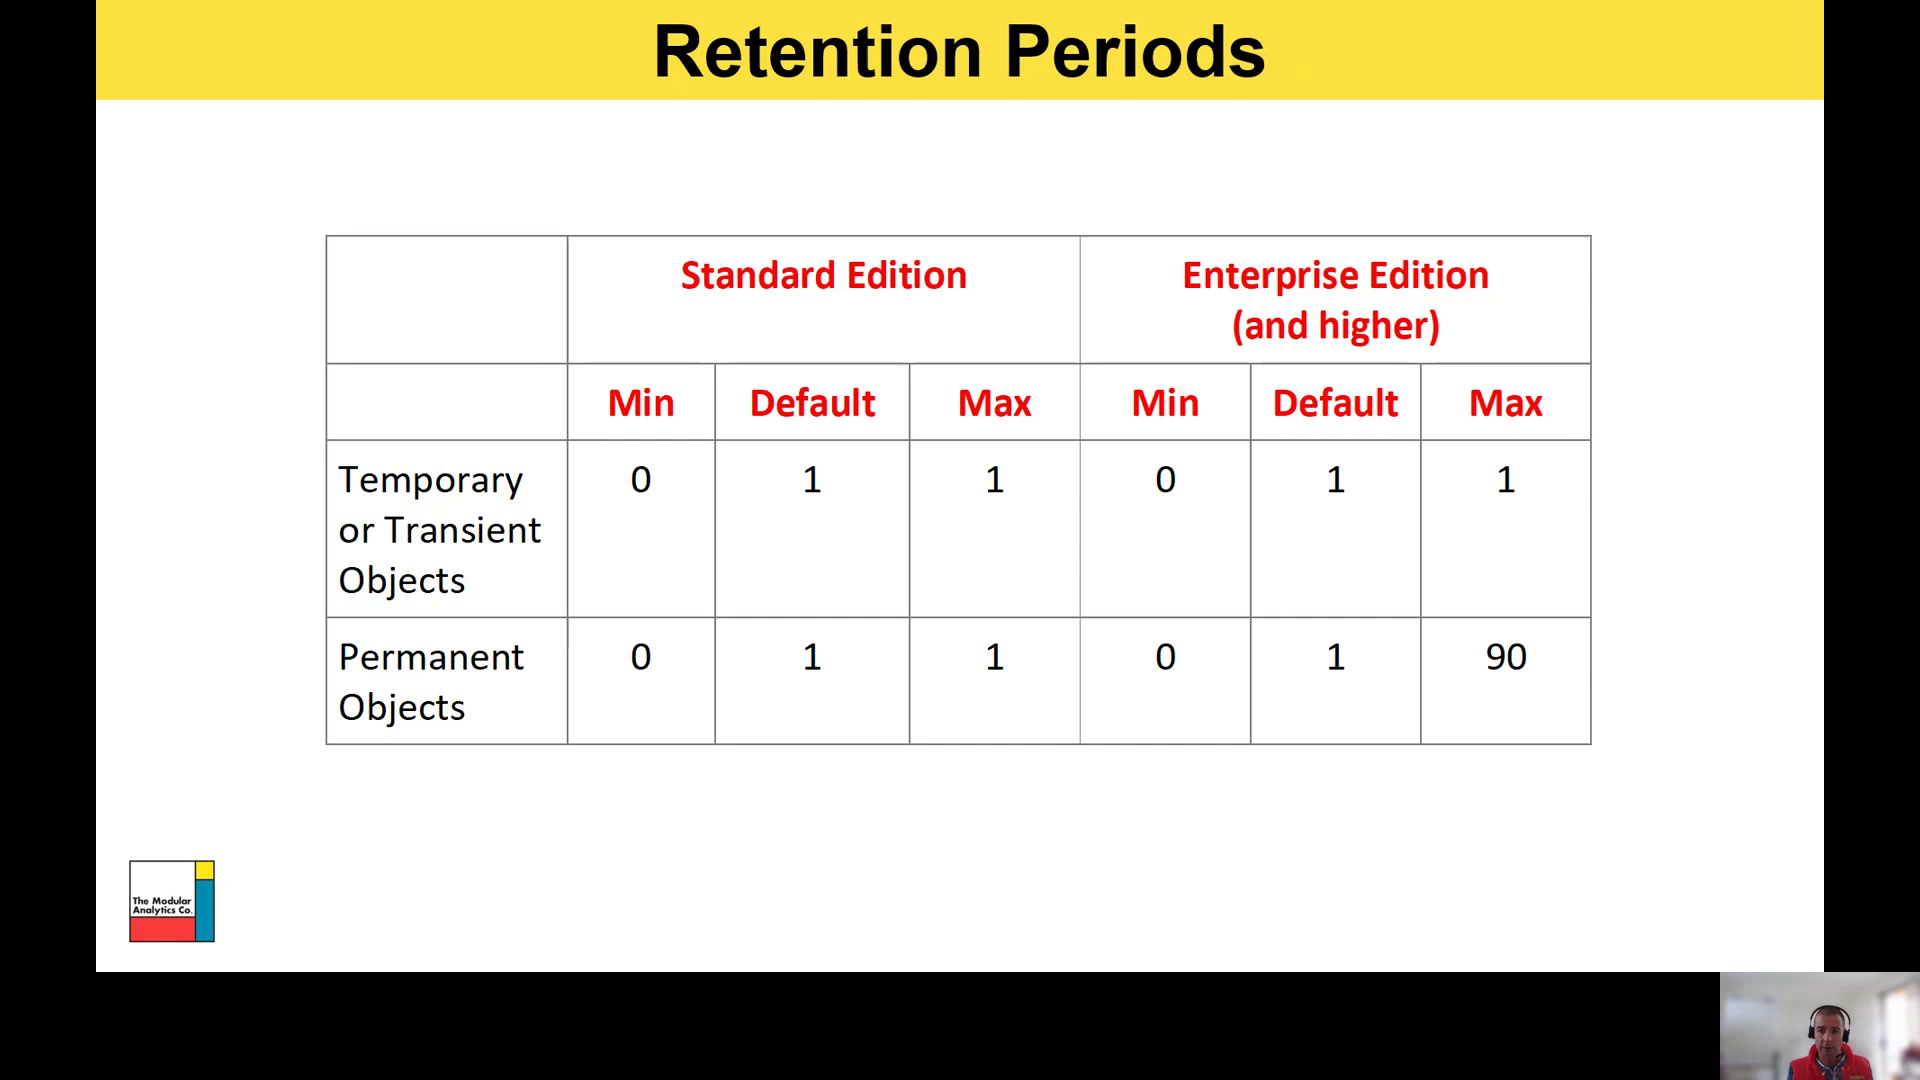 Retention Periods
Standard Edition
Enterprise Edition
(and higher)
Min Default Max Min Default Max
Temporary
or Transient
Objects
0 1 1 0 1 1
Permanent
Objects
0 1 1 0 1 90
The Modular
Analytics Co.